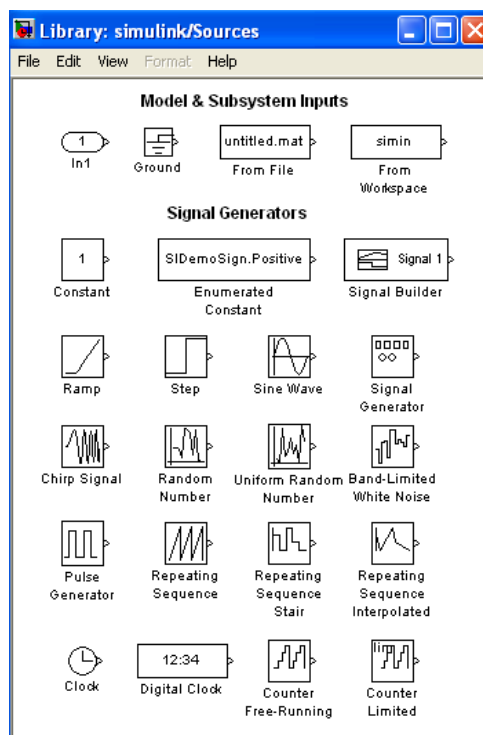 Library: simulink/Sources
File Edit View Format Help
Model & Subsystem Inputs
1
In1
Ground
untitled.mat
From File
simin
From
Workspace
Signal Generators
1
Constant
SlDemoSign.Positive
Enumerated
Constant
Signal 1
Signal Builder
Ramp
Step
Sine Wave
Signal
Generator
Chirp Signal
Random
Number
Uniform Random
Number
Band-Limited
White Noise
Pulse
Generator
Repeating
Sequence
Repeating
Sequence
Stair
Repeating
Sequence
Interpolated
Clock
12:34
Digital Clock
Counter
Free-Running
lim
Counter
Limited